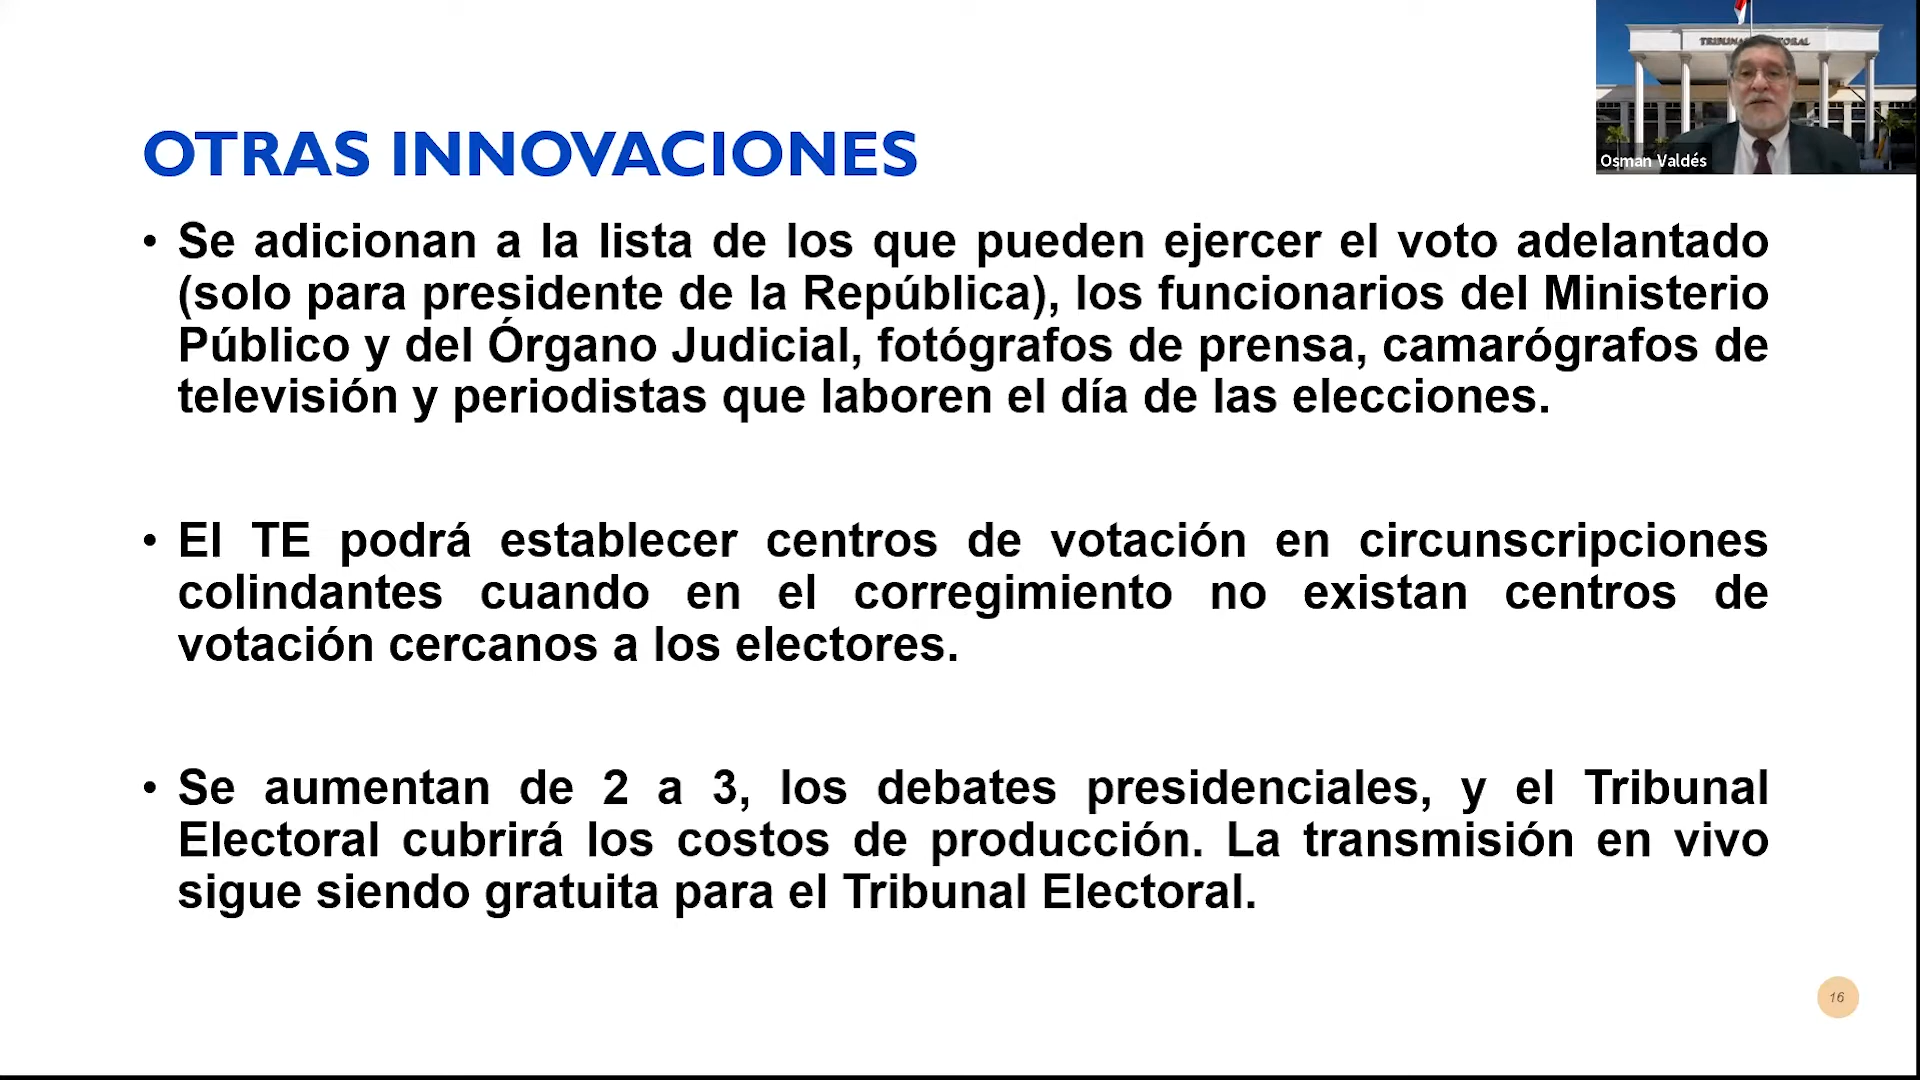 TRIBUNAL ELECTORAL
Osman Valdés
OTRAS INNOVACIONES
• Se adicionan a la lista de los que pueden ejercer el voto adelantado
(solo para presidente de la República), los funcionarios del Ministerio
Público y del Órgano Judicial, fotógrafos de prensa, camarógrafos de
televisión y periodistas que laboren el día de las elecciones.
• El TE podrá establecer centros de votación en circunscripciones
colindantes cuando en el corregimiento no existan centros de
votación cercanos a los electores.
• Se aumentan de 2 a 3, los debates presidenciales, y el Tribunal
Electoral cubrirá los costos de producción. La transmisión en vivo
sigue siendo gratuita para el Tribunal Electoral.
16